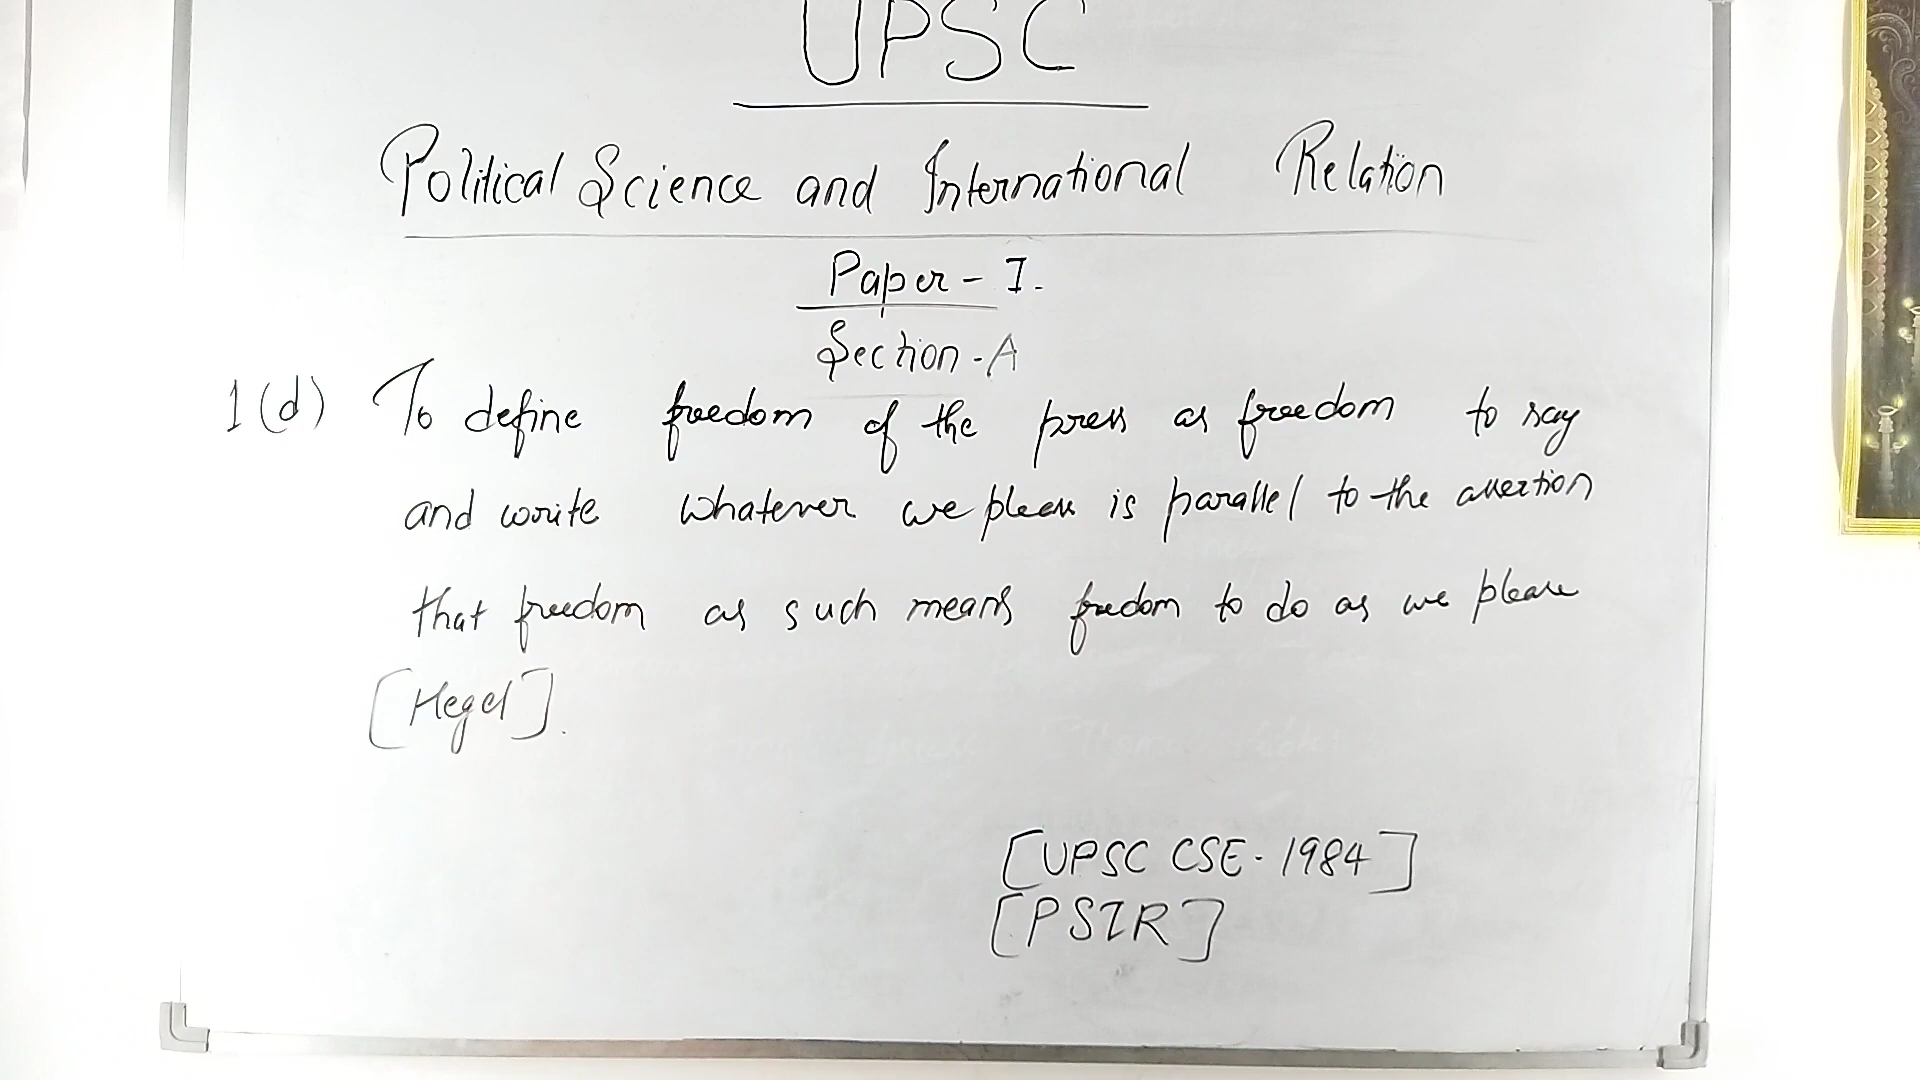 UPSC
Political Science and International Relation
Paper - I.
Section - A
1(d) To define freedom of the press as freedom to say
and write whatever we please is parallel to the assertion
that freedom as such means freedom to do as we please
[Hegel].
[UPSC CSE - 1984]
[PSIR]